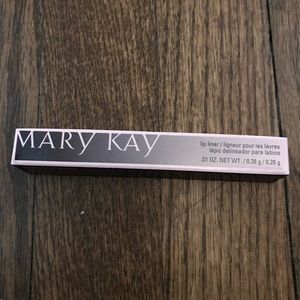 MARY KAY
lip liner / ligneur pour les lèvres
lápiz delineador para labios
.01 OZ. NET WT. / 0.28 g / 0,28 g